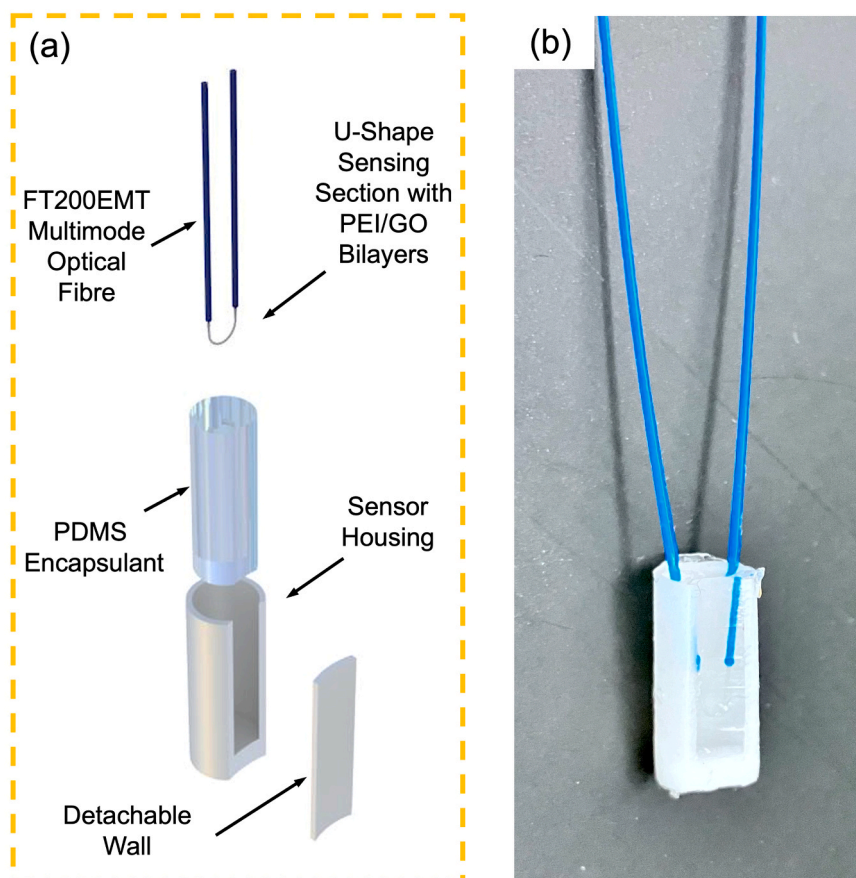 (a)
(b)
U-Shape
Sensing
Section with
PEI/GO
Bilayers
FT200EMT
Multimode
Optical
Fibre
PDMS
Encapsulant
Sensor
Housing
Detachable
Wall